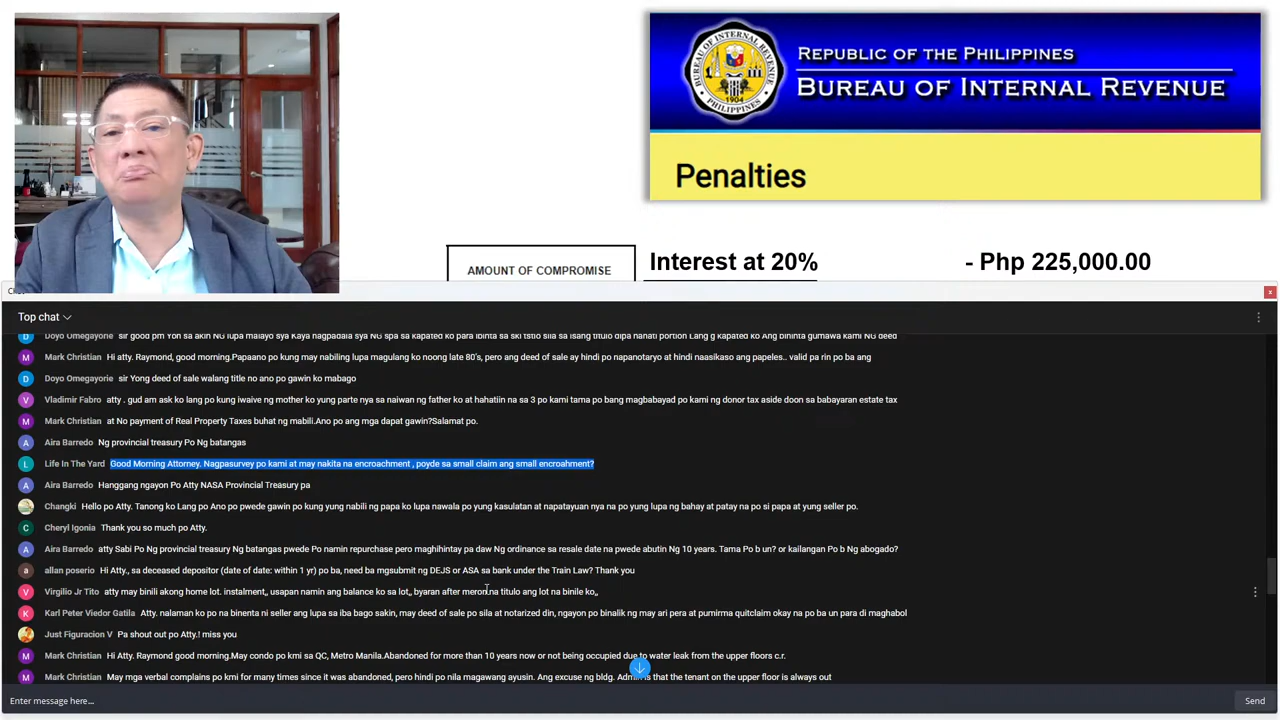 REPUBLIC OF THE PHILIPPINES
BUREAU OF INTERNAL REVENUE
BUREAU OF INTERNAL REVENUE
PHILIPPINES
1904
Penalties
AMOUNT OF COMPROMISE
Interest at 20% - Php 225,000.00
Top chat
D Doyo Omegayorie sir good pm Yon sa akin NG lupa malayo sya Kaya nagpadala sya NG spa sa kapated ko para ibinta sa ski tstio sila sa isang titulo dipa hanati portion Lang g kapated ko Ang bininta gumawa kami NG deed
M Mark Christian Hi atty. Raymond, good morning.Papaano po kung may nabiling lupa magulang ko noong late 80's, pero ang deed of sale ay hindi po napanotaryo at hindi naasikaso ang papeles.. valid pa rin po ba ang
D Doyo Omegayorie sir Yong deed of sale walang title no ano po gawin ko mabago
V Vladimir Fabro atty . gud am ask ko lang po kung iwaive ng mother ko yung parte nya sa naiwan ng father ko at hahatiin na sa 3 po kami tama po bang magbabayad po kami ng donor tax aside doon sa babayaran estate tax
M Mark Christian at No payment of Real Property Taxes buhat ng mabili.Ano po ang mga dapat gawin?Salamat po.
A Aira Barredo Ng provincial treasury Po Ng batangas
L Life In The Yard Good Morning Attorney. Nagpasurvey po kami at may nakita na encroachment , poyde sa small claim ang small encroahment?
A Aira Barredo Hanggang ngayon Po Atty NASA Provincial Treasury pa
Changki Hello po Atty. Tanong ko Lang po Ano po pwede gawin po kung yung nabili ng papa ko lupa nawala po yung kasulatan at napatayuan nya na po yung lupa ng bahay at patay na po si papa at yung seller po.
C Cheryl Igonia Thank you so much po Atty.
A Aira Barredo atty Sabi Po Ng provincial treasury Ng batangas pwede Po namin repurchase pero maghihintay pa daw Ng ordinance sa resale date na pwede abutin Ng 10 years. Tama Po b un? or kailangan Po b Ng abogado?
a allan poserio Hi Atty., sa deceased depositor (date of date: within 1 yr) po ba, need ba mgsubmit ng DEJS or ASA sa bank under the Train Law? Thank you
V Virgilio Jr Tito atty may binili akong home lot. instalment,, usapan namin ang balance ko sa lot,, byaran after meron.na titulo ang lot na binile ko,,
K Karl Peter Viedor Gatila Atty. nalaman ko po na binenta ni seller ang lupa sa iba bago sakin, may deed of sale po sila at notarized din, ngayon po binalik ng may ari pera at pumirma quitclaim okay na po ba un para di maghabol
J Just Figuracion V Pa shout out po Atty.! miss you
M Mark Christian Hi Atty. Raymond good morning.May condo po kmi sa QC, Metro Manila.Abandoned for more than 10 years now or not being occupied due to water leak from the upper floors c.r.
M Mark Christian May mga verbal complains po kmi for many times since it was abandoned, pero hindi po nila magawang ayusin. Ang excuse ng bldg. Admin is that the tenant on the upper floor is always out
Enter message here...
Send